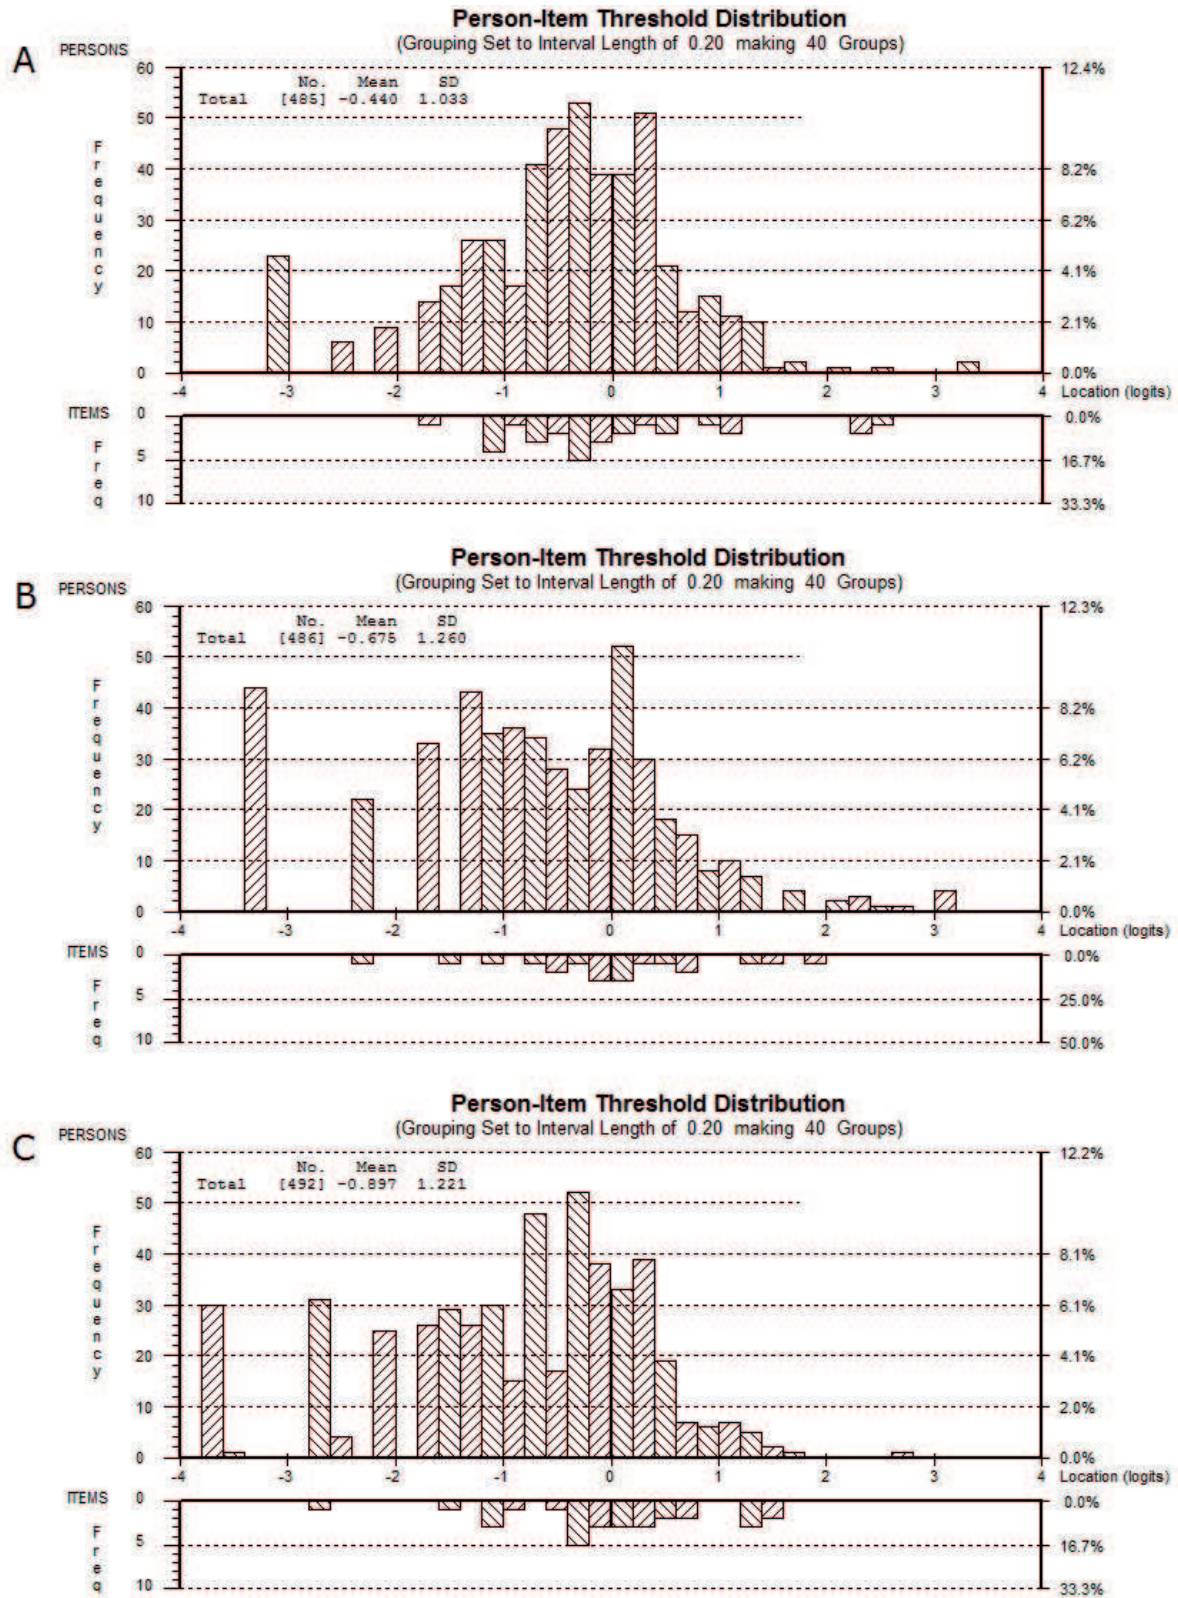 Person-Item Threshold Distribution
A PERSONS (Grouping Set to Interval Length of 0.20 making 40 Groups)
60 12.4%
No. Mean SD
Total [485] -0.440 1.033
50
Frequency
40 8.2%
30 6.2%
20 4.1%
10 2.1%
0 0.0%
-4 -3 -2 -1 0 1 2 3 4 Location (logits)
ITEMS 0 0.0%
Freq
5 16.7%
10 33.3%
Person-Item Threshold Distribution
B PERSONS (Grouping Set to Interval Length of 0.20 making 40 Groups)
60 12.3%
No. Mean SD
Total [486] -0.675 1.260
50
Frequency
40 8.2%
30 6.2%
20 4.1%
10 2.1%
0 0.0%
-4 -3 -2 -1 0 1 2 3 4 Location (logits)
ITEMS 0 0.0%
Freq
5 25.0%
10 50.0%
Person-Item Threshold Distribution
C PERSONS (Grouping Set to Interval Length of 0.20 making 40 Groups)
60 12.2%
No. Mean SD
Total [492] -0.897 1.221
50
Frequency
40 8.1%
30 6.1%
20 4.1%
10 2.0%
0 0.0%
-4 -3 -2 -1 0 1 2 3 4 Location (logits)
ITEMS 0 0.0%
Freq
5 16.7%
10 33.3%